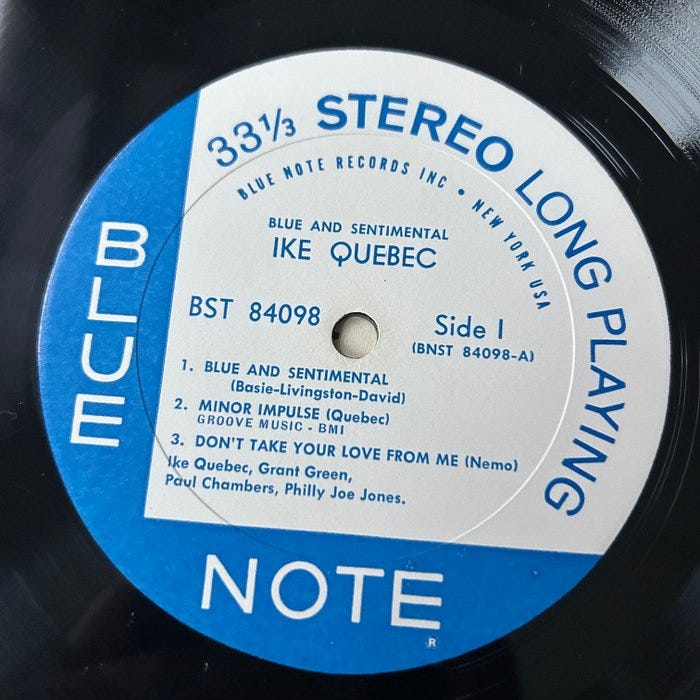 33⅓ STEREO LONG PLAYING
BLUE NOTE RECORDS INC • NEW YORK USA
BLUE AND SENTIMENTAL
IKE QUEBEC
BST 84098
Side 1
(BNST 84098-A)
1. BLUE AND SENTIMENTAL
(Basie-Livingston-David)
2. MINOR IMPULSE (Quebec)
GROOVE MUSIC - BMI
3. DON'T TAKE YOUR LOVE FROM ME (Nemo)
Ike Quebec, Grant Green,
Paul Chambers, Philly Joe Jones.
BLUE
NOTE
®